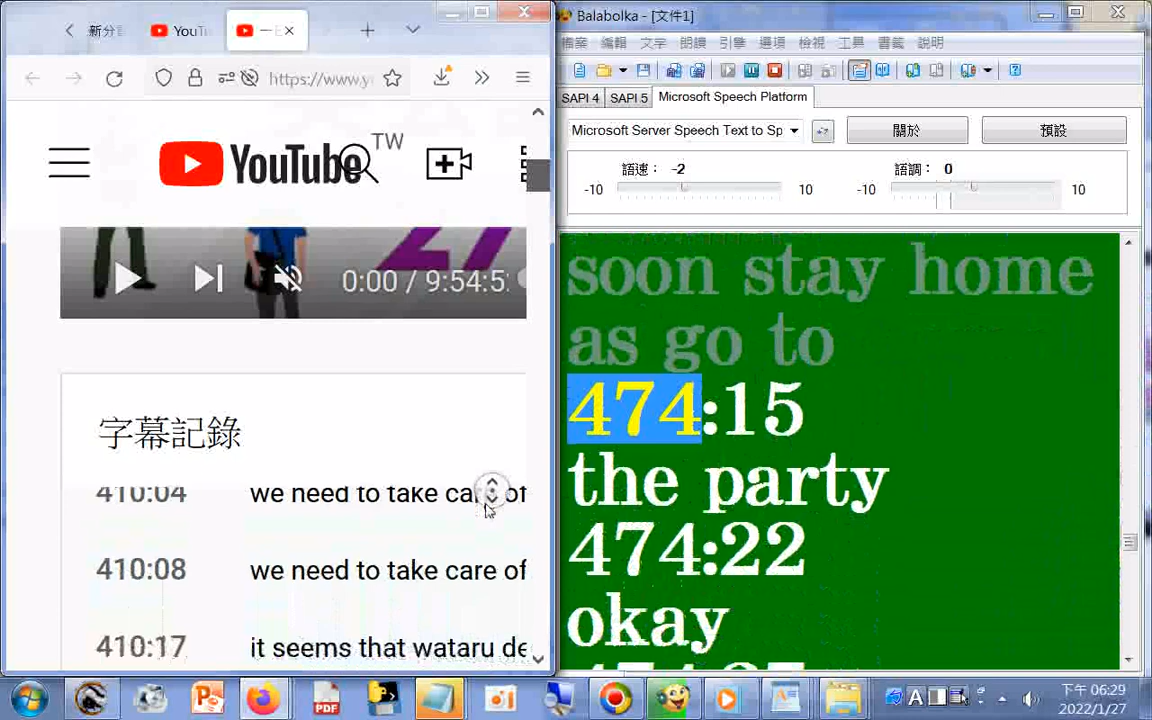 新分
YouTu
一 E
https://www.y
YouTube
TW
27
0:00 / 9:54:5
字幕記錄
410:04 we need to take care of
410:08 we need to take care of
410:17 it seems that wataru de
Balabolka - [文件1]
檔案 編輯 文字 朗讀 引擎 選項 檢視 工具 書籤 說明
SAPI 4 SAPI 5 Microsoft Speech Platform
Microsoft Server Speech Text to Sp
關於 預設
語速： -2 語調： 0
-10 10 -10 10
soon stay home
as go to
474:15
the party
474:22
okay
PDF
A
下午 06:29
2022/1/27